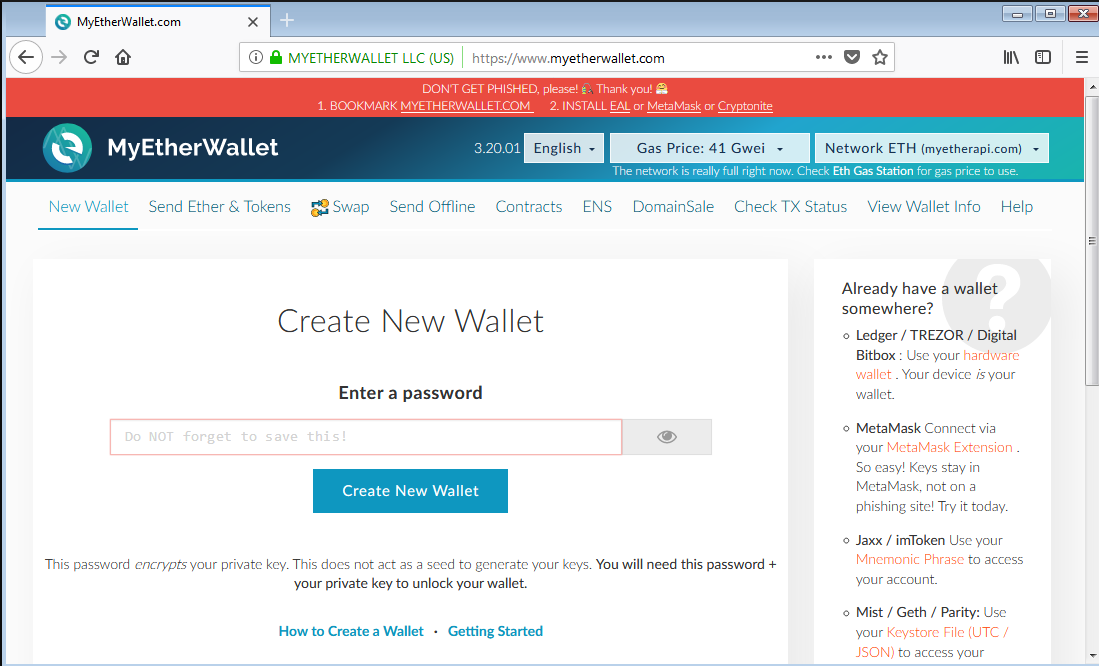 MyEtherWallet.com
MYETHERWALLET LLC (US) https://www.myetherwallet.com
DON'T GET PHISHED, please! 🎣 Thank you! 🤗
1. BOOKMARK MYETHERWALLET.COM 2. INSTALL EAL or MetaMask or Cryptonite
MyEtherWallet 3.20.01 English Gas Price: 41 Gwei Network ETH (myetherapi.com)
The network is really full right now. Check Eth Gas Station for gas price to use.
New Wallet Send Ether & Tokens Swap Send Offline Contracts ENS DomainSale Check TX Status View Wallet Info Help
Create New Wallet
Enter a password
Do NOT forget to save this!
Create New Wallet
This password encrypts your private key. This does not act as a seed to generate your keys. You will need this password +
your private key to unlock your wallet.
How to Create a Wallet · Getting Started
?
Already have a wallet
somewhere?
Ledger / TREZOR / Digital
Bitbox : Use your hardware
wallet . Your device is your
wallet.
MetaMask Connect via
your MetaMask Extension .
So easy! Keys stay in
MetaMask, not on a
phishing site! Try it today.
Jaxx / imToken Use your
Mnemonic Phrase to access
your account.
Mist / Geth / Parity: Use
your Keystore File (UTC /
JSON) to access your